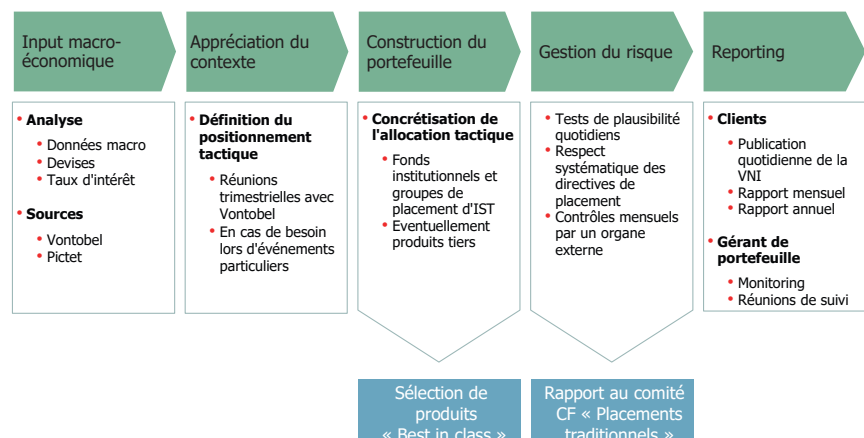 Input macro-
économique
Appréciation du
contexte
Construction du
portefeuille
Gestion du risque
Reporting
• Analyse
• Données macro
• Devises
• Taux d'intérêt
• Sources
• Vontobel
• Pictet
• Définition du
positionnement
tactique
• Réunions
trimestrielles avec
Vontobel
• En cas de besoin
lors d'événements
particuliers
• Concrétisation de
l'allocation tactique
• Fonds
institutionnels et
groupes de
placement d'IST
• Eventuellement
produits tiers
• Tests de plausibilité
quotidiens
• Respect
systématique des
directives de
placement
• Contrôles mensuels
par un organe
externe
• Clients
• Publication
quotidienne de la
VNI
• Rapport mensuel
• Rapport annuel
• Gérant de
portefeuille
• Monitoring
• Réunions de suivi
Sélection de
produits
« Best in class »
Rapport au comité
CF « Placements
traditionnels »